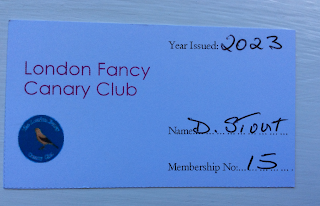 Year Issued: 2023
London Fancy
Canary Club
Name: D. Stout
Membership No: 15